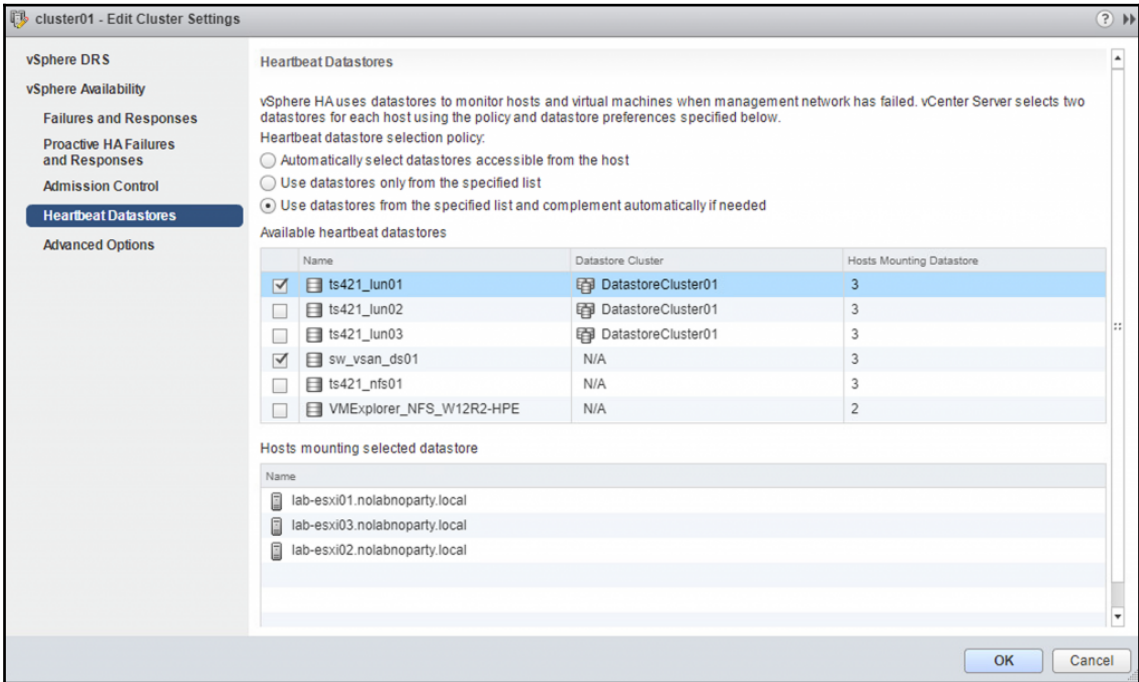 cluster01 - Edit Cluster Settings
?
vSphere DRS
vSphere Availability
Failures and Responses
Proactive HA Failures
and Responses
Admission Control
Heartbeat Datastores
Advanced Options
Heartbeat Datastores
vSphere HA uses datastores to monitor hosts and virtual machines when management network has failed. vCenter Server selects two
datastores for each host using the policy and datastore preferences specified below.
Heartbeat datastore selection policy:
Automatically select datastores accessible from the host
Use datastores only from the specified list
Use datastores from the specified list and complement automatically if needed
Available heartbeat datastores
Name Datastore Cluster Hosts Mounting Datastore
ts421_lun01 DatastoreCluster01 3
ts421_lun02 DatastoreCluster01 3
ts421_lun03 DatastoreCluster01 3
sw_vsan_ds01 N/A 3
ts421_nfs01 N/A 3
VMExplorer_NFS_W12R2-HPE N/A 2
Hosts mounting selected datastore
Name
lab-esxi01.nolabnoparty.local
lab-esxi03.nolabnoparty.local
lab-esxi02.nolabnoparty.local
OK Cancel